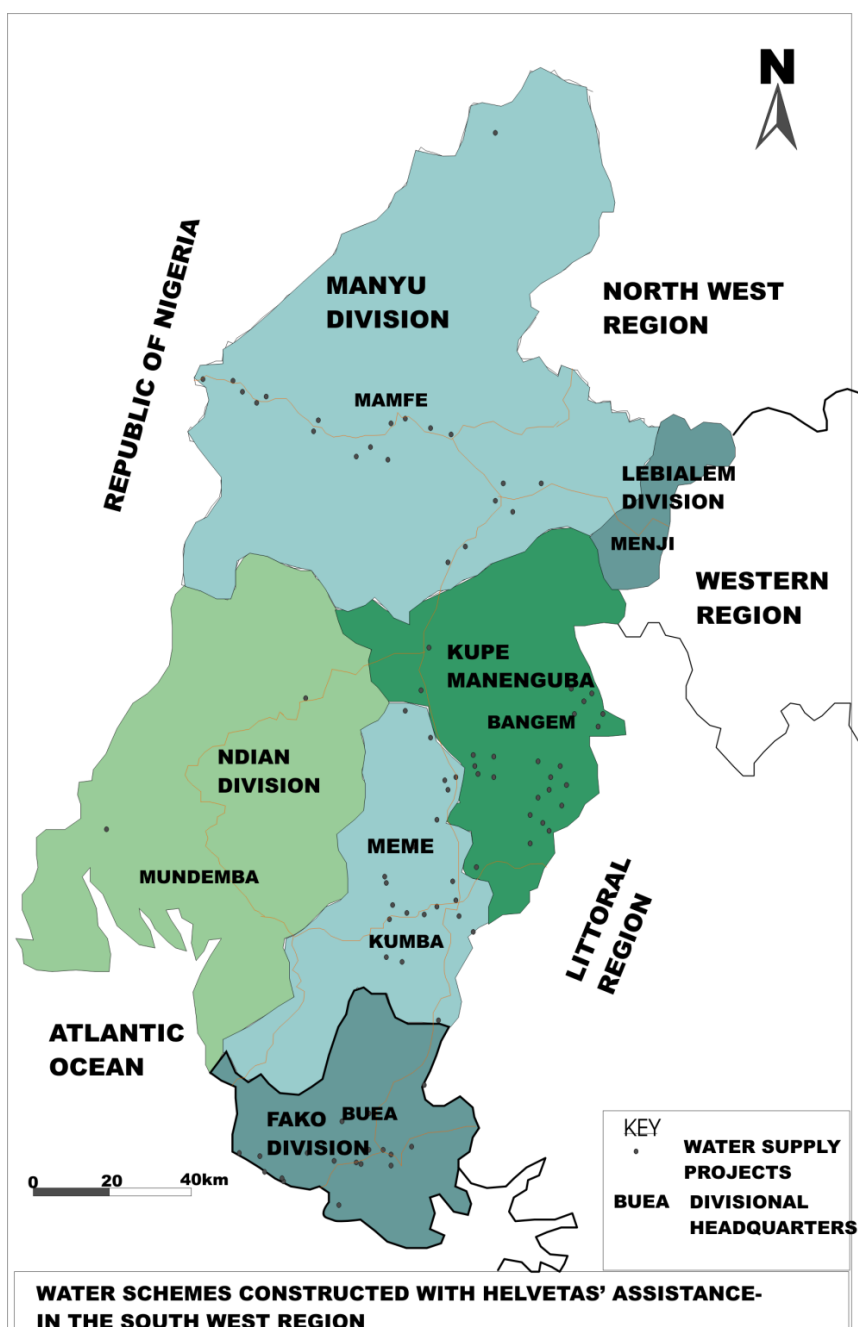 N
MANYU
DIVISION
NORTH WEST
REGION
REPUBLIC OF NIGERIA
MAMFE
LEBIALEM
DIVISION
MENJI
WESTERN
REGION
KUPE
MANENGUBA
BANGEM
NDIAN
DIVISION
MEME
MUNDEMBA
KUMBA
LITTORAL
REGION
ATLANTIC
OCEAN
FAKO
DIVISION
BUEA
0 20 40km
KEY
WATER SUPPLY
PROJECTS
BUEA DIVISIONAL
HEADQUARTERS
WATER SCHEMES CONSTRUCTED WITH HELVETAS' ASSISTANCE-
IN THE SOUTH WEST REGION